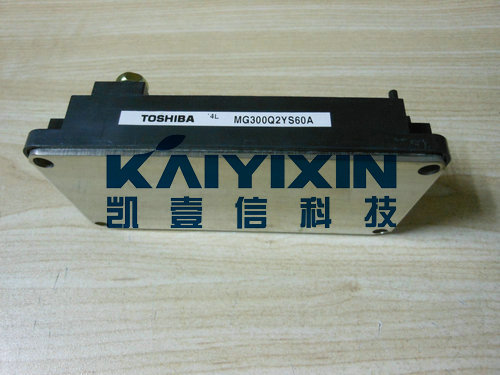 TOSHIBA '4L MG300Q2YS60A
KAIYIXIN
凯壹信科技